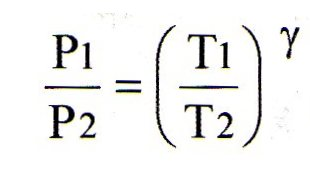 P1/P2 = (T1/T2)^γ